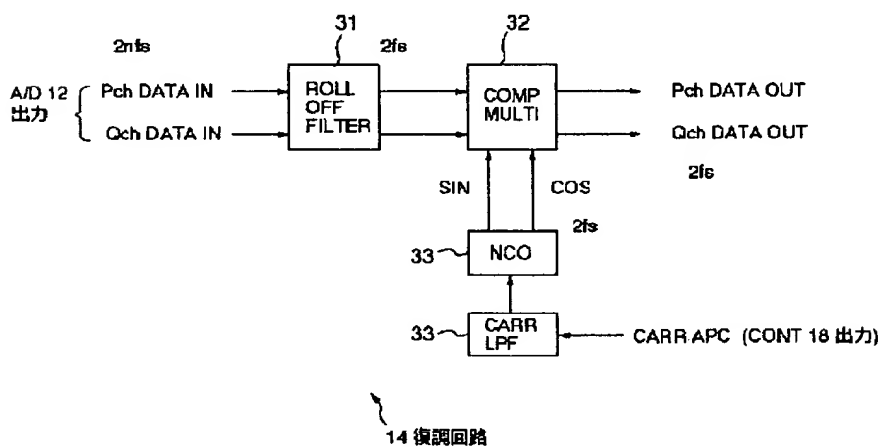 31
32
2nfs
2fs
A/D 12
出力
Pch DATA IN
Qch DATA IN
ROLL
OFF
FILTER
COMP
MULTI
Pch DATA OUT
Qch DATA OUT
2fs
SIN
COS
2fs
33
NCO
33
CARR
LPF
CARR APC (CONT 18 出力)
14 復調回路